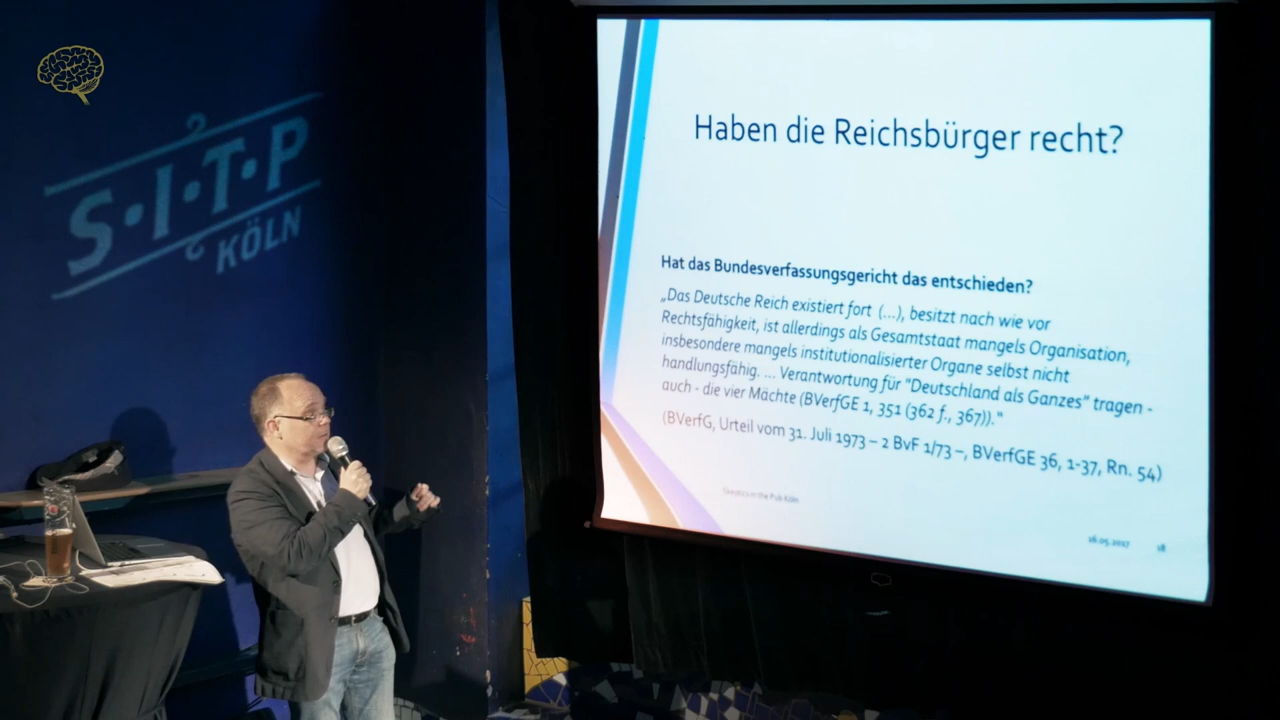 S·I·T·P
KÖLN
Haben die Reichsbürger recht?
Hat das Bundesverfassungsgericht das entschieden?
„Das Deutsche Reich existiert fort (...), besitzt nach wie vor
Rechtsfähigkeit, ist allerdings als Gesamtstaat mangels Organisation,
insbesondere mangels institutionalisierter Organe selbst nicht
handlungsfähig. ... Verantwortung für "Deutschland als Ganzes" tragen -
auch - die vier Mächte (BVerfGE 1, 351 (362 f., 367)).“
(BVerfG, Urteil vom 31. Juli 1973 – 2 BvF 1/73 –, BVerfGE 36, 1-37, Rn. 54)
Skeptics in the Pub Köln
16.05.2017 18